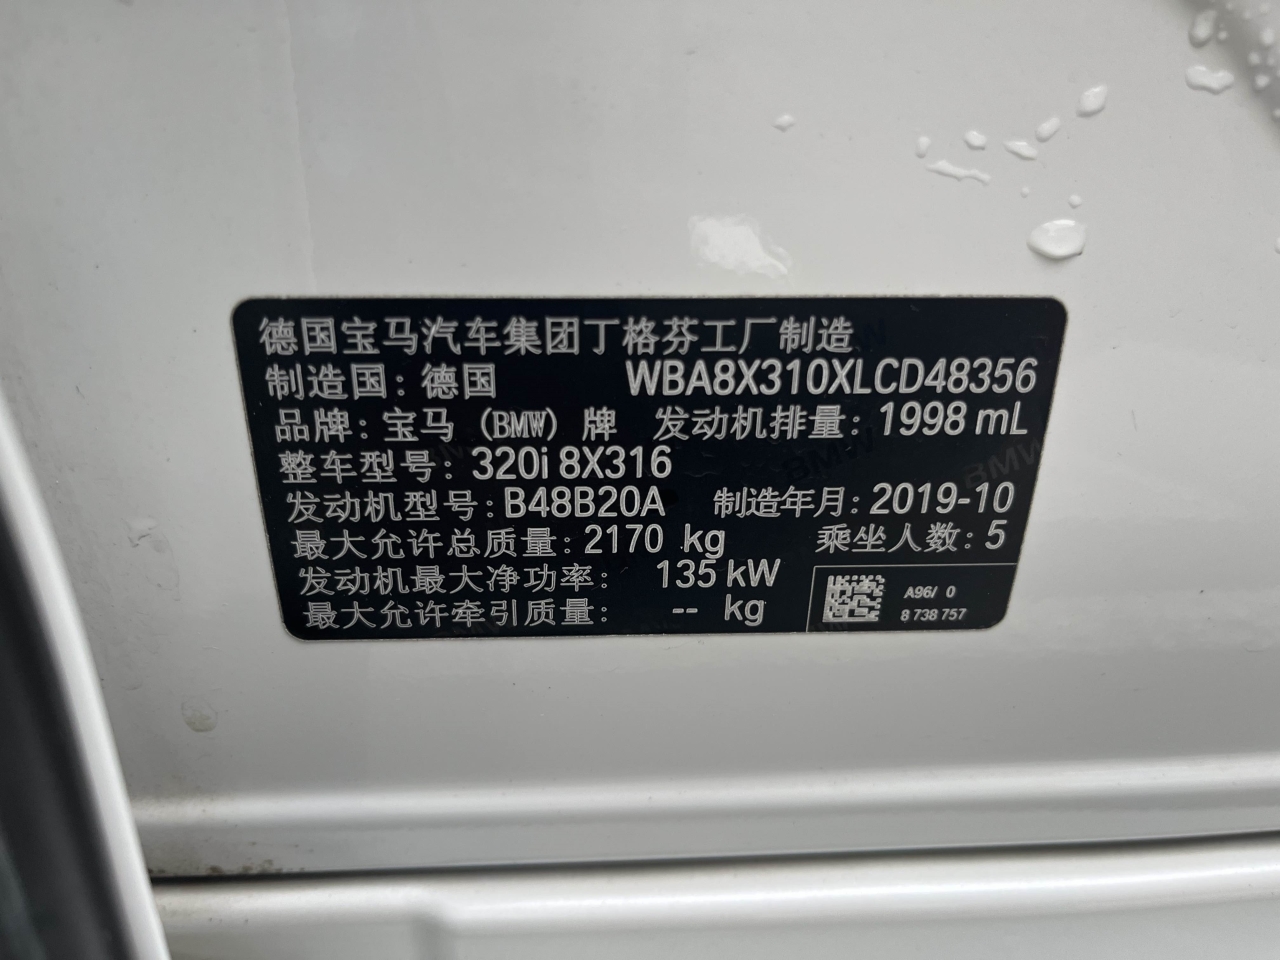 德国宝马汽车集团丁格芬工厂制造
制造国：德国 WBA8X310XLCD48356
品牌：宝马 (BMW) 牌 发动机排量：1998 mL
整车型号：320i 8X316
发动机型号：B48B20A 制造年月：2019-10
最大允许总质量：2170 kg 乘坐人数：5
发动机最大净功率： 135 kW
最大允许牵引质量： -- kg
A96/ 0
8 738 757